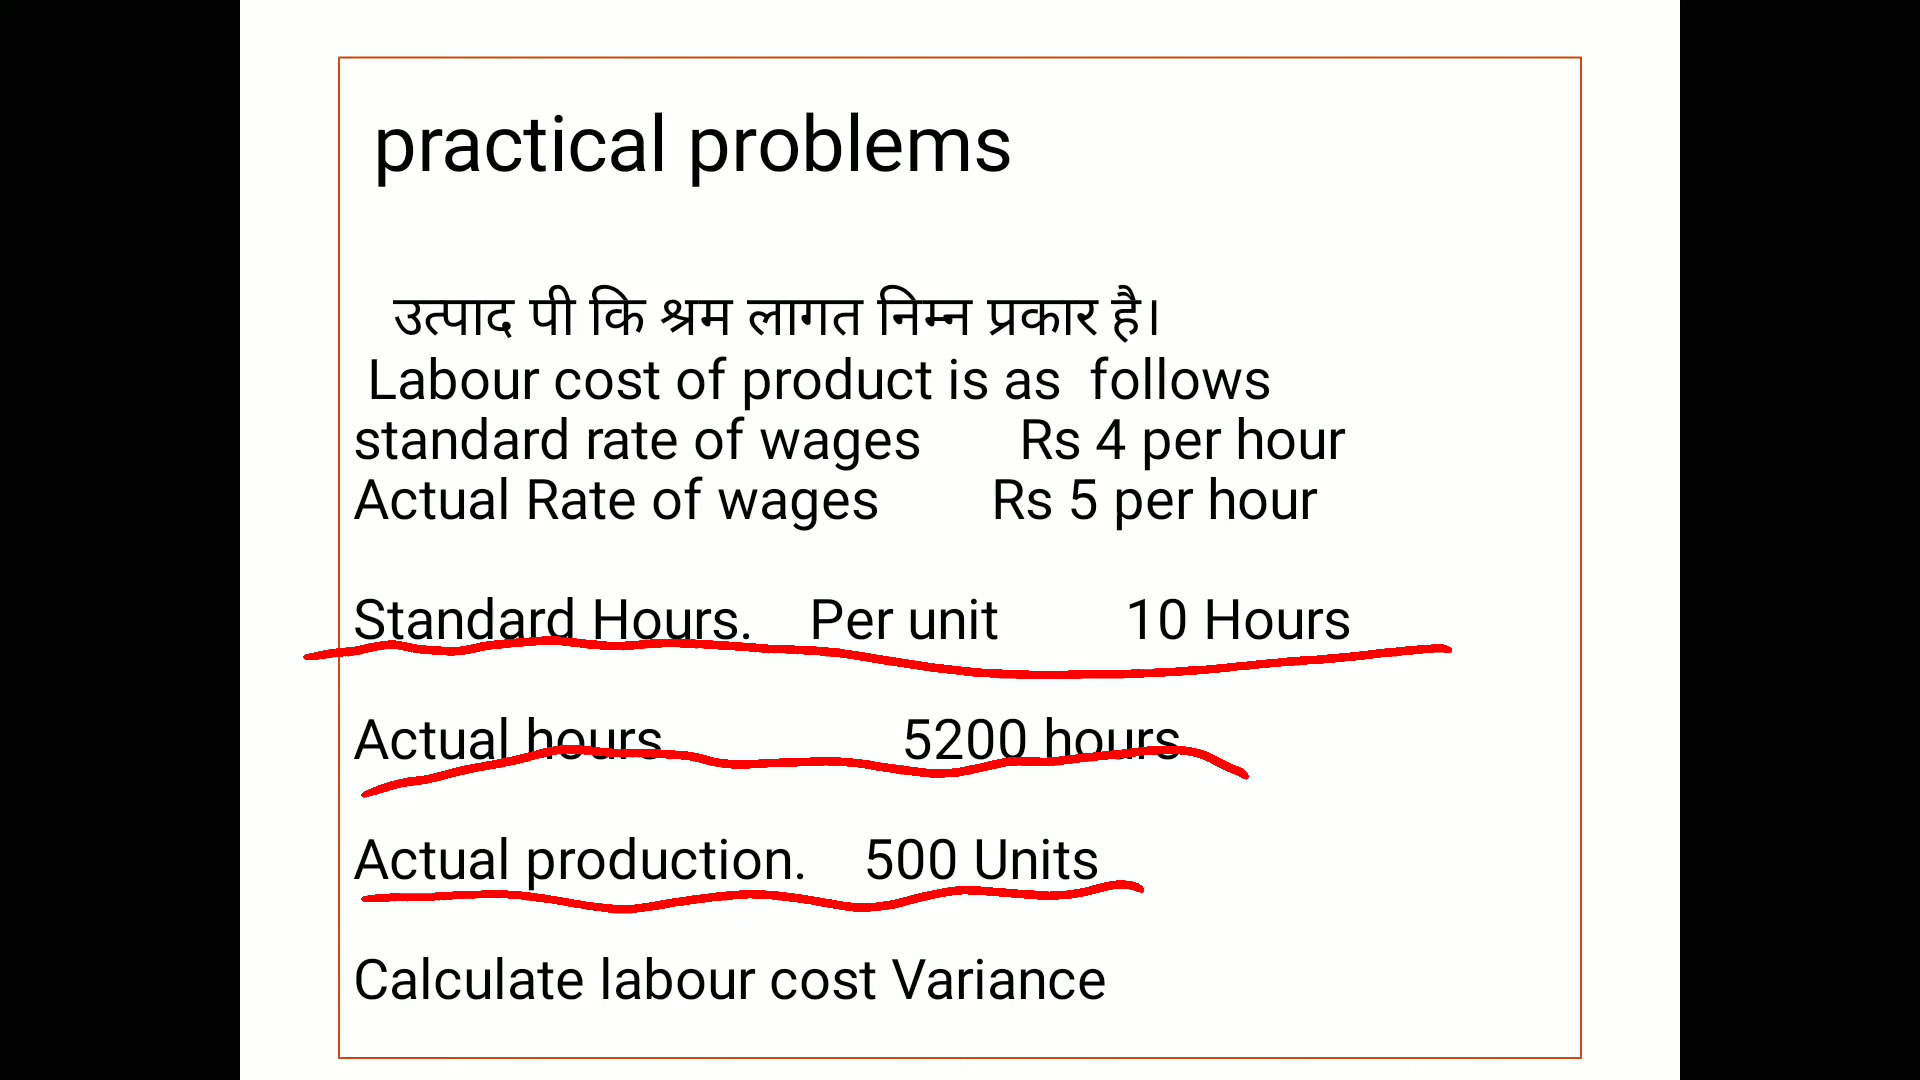 practical problems
उत्पाद पी कि श्रम लागत निम्न प्रकार है।
Labour cost of product is as follows
standard rate of wages Rs 4 per hour
Actual Rate of wages Rs 5 per hour
Standard Hours. Per unit 10 Hours
Actual hours 5200 hours
Actual production. 500 Units
Calculate labour cost Variance